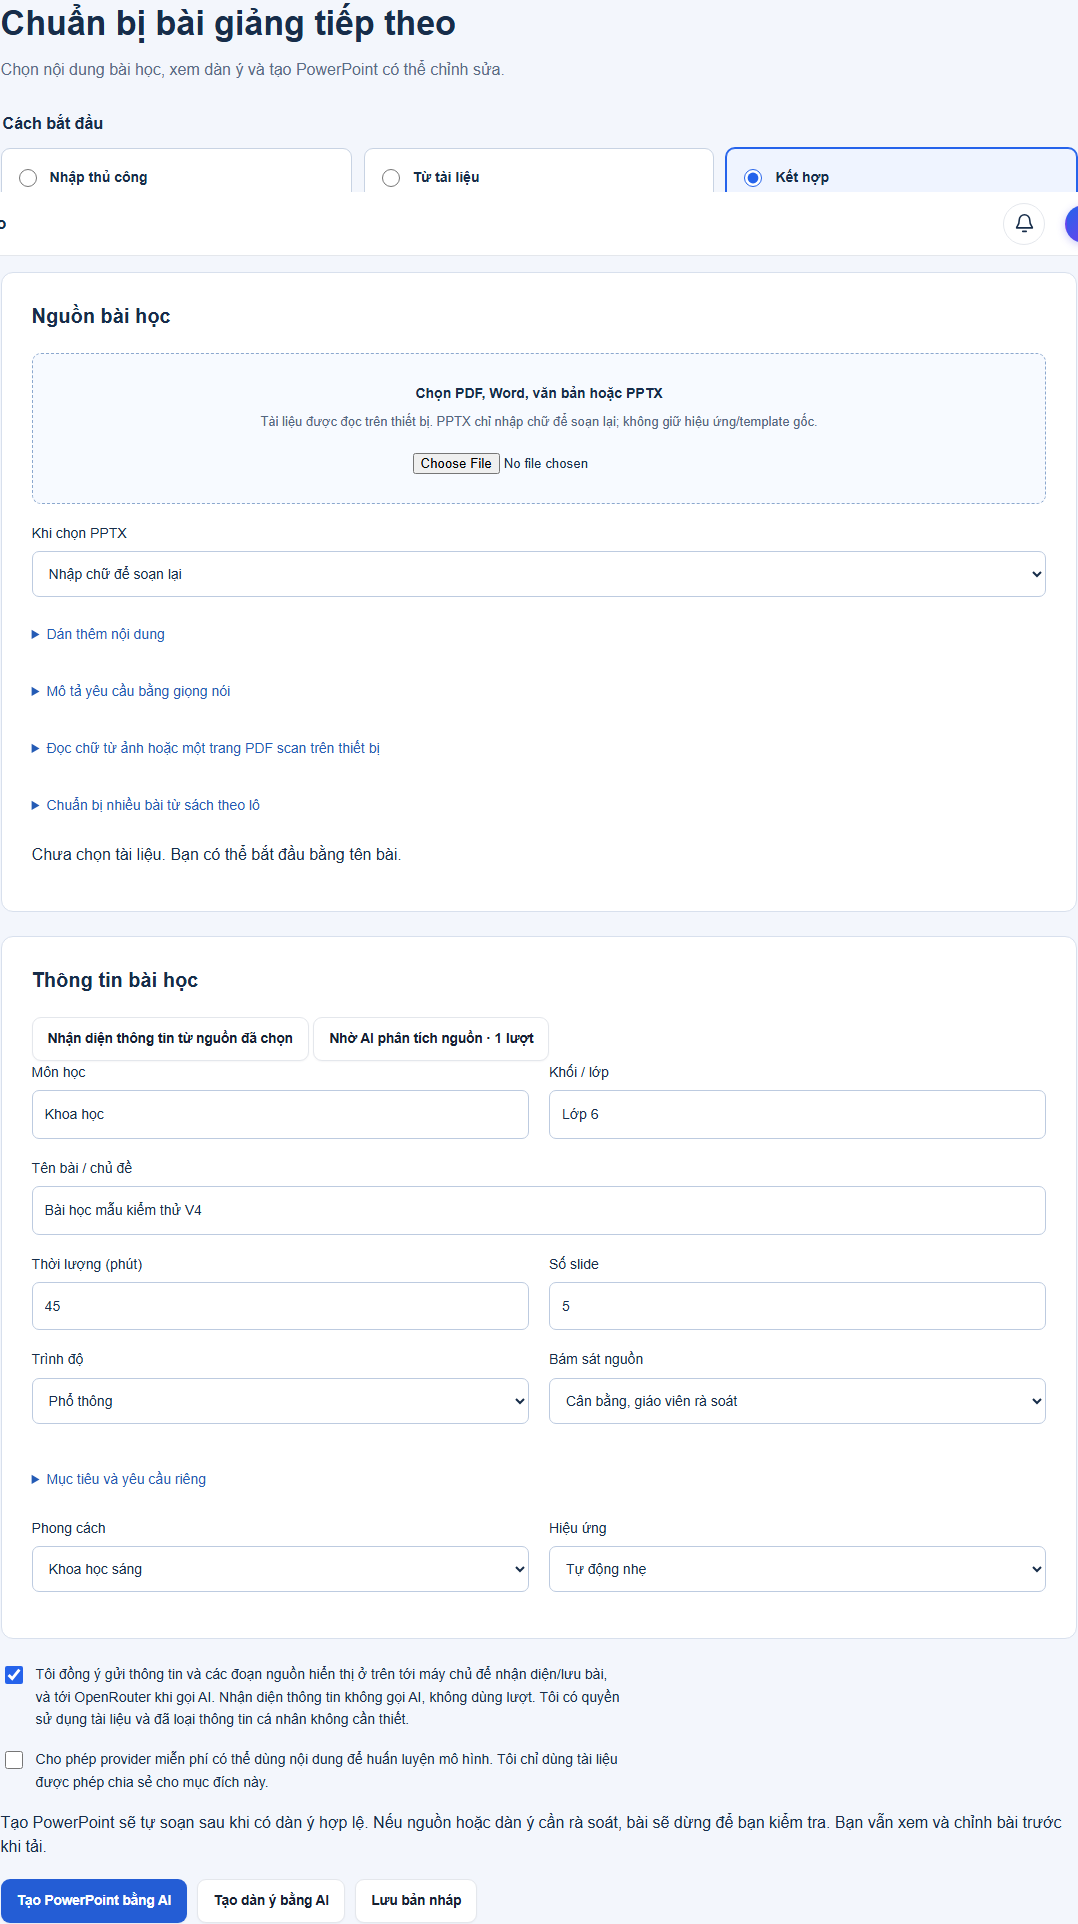 Chuẩn bị bài giảng tiếp theo
Chọn nội dung bài học, xem dàn ý và tạo PowerPoint có thể chỉnh sửa.
Cách bắt đầu
Nhập thủ công
Từ tài liệu
Kết hợp
o
Nguồn bài học
Chọn PDF, Word, văn bản hoặc PPTX
Tài liệu được đọc trên thiết bị. PPTX chỉ nhập chữ để soạn lại; không giữ hiệu ứng/template gốc.
Choose File No file chosen
Khi chọn PPTX
Nhập chữ để soạn lại
Dán thêm nội dung
Mô tả yêu cầu bằng giọng nói
Đọc chữ từ ảnh hoặc một trang PDF scan trên thiết bị
Chuẩn bị nhiều bài từ sách theo lô
Chưa chọn tài liệu. Bạn có thể bắt đầu bằng tên bài.
Thông tin bài học
Nhận diện thông tin từ nguồn đã chọn
Nhờ AI phân tích nguồn · 1 lượt
Môn học
Khối / lớp
Khoa học
Lớp 6
Tên bài / chủ đề
Bài học mẫu kiểm thử V4
Thời lượng (phút)
Số slide
45
5
Trình độ
Bám sát nguồn
Phổ thông
Cân bằng, giáo viên rà soát
Mục tiêu và yêu cầu riêng
Phong cách
Hiệu ứng
Khoa học sáng
Tự động nhẹ
Tôi đồng ý gửi thông tin và các đoạn nguồn hiển thị ở trên tới máy chủ để nhận diện/lưu bài,
và tới OpenRouter khi gọi AI. Nhận diện thông tin không gọi AI, không dùng lượt. Tôi có quyền
sử dụng tài liệu và đã loại thông tin cá nhân không cần thiết.
Cho phép provider miễn phí có thể dùng nội dung để huấn luyện mô hình. Tôi chỉ dùng tài liệu
được phép chia sẻ cho mục đích này.
Tạo PowerPoint sẽ tự soạn sau khi có dàn ý hợp lệ. Nếu nguồn hoặc dàn ý cần rà soát, bài sẽ dừng để bạn kiểm tra. Bạn vẫn xem và chỉnh bài trước
khi tải.
Tạo PowerPoint bằng AI
Tạo dàn ý bằng AI
Lưu bản nháp